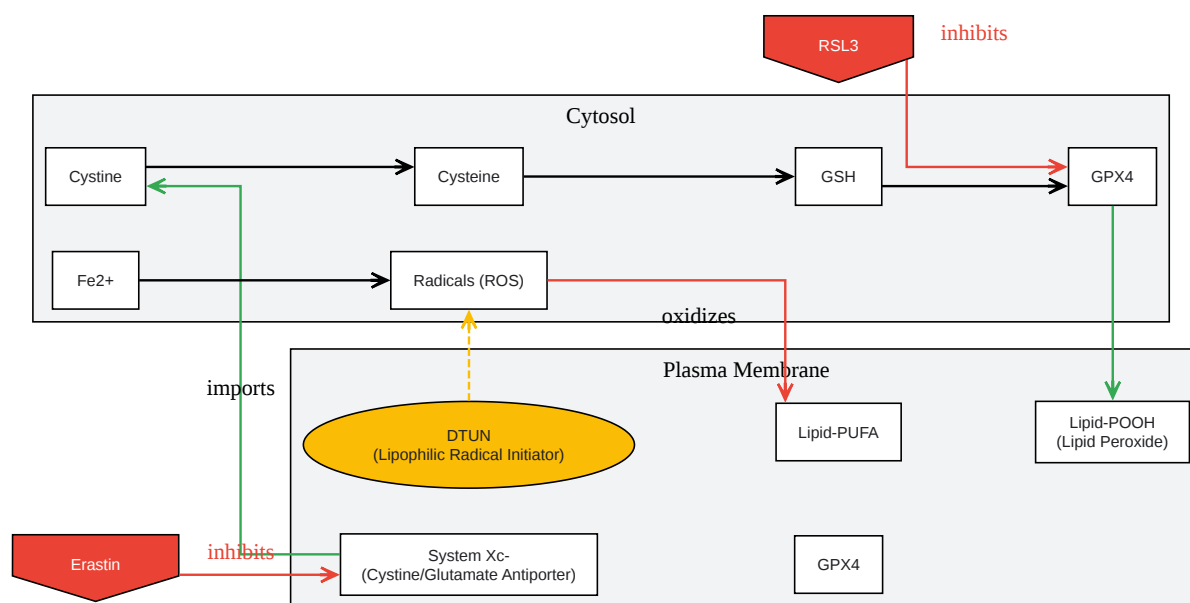 RSL3
inhibits
Cytosol
Cystine
Cysteine
GSH
GPX4
Fe2+
Radicals (ROS)
oxidizes
Plasma Membrane
imports
DTUN
(Lipophilic Radical Initiator)
Lipid-PUFA
Lipid-POOH
(Lipid Peroxide)
Erastin
inhibits
System Xc-
(Cystine/Glutamate Antiporter)
GPX4